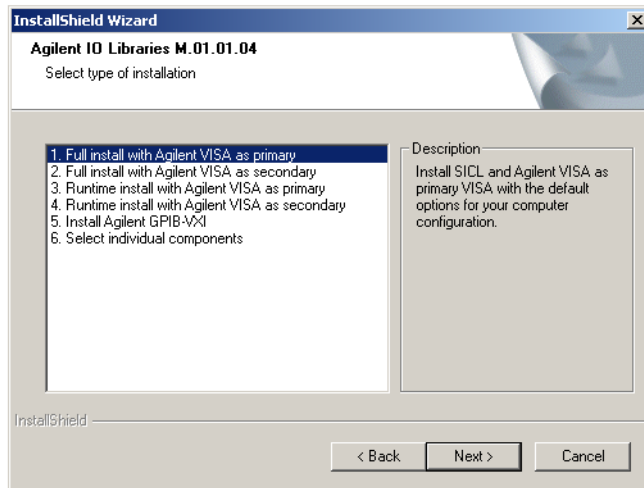 InstallShield Wizard
Agilent IO Libraries M.01.01.04
Select type of installation
1. Full install with Agilent VISA as primary
2. Full install with Agilent VISA as secondary
3. Runtime install with Agilent VISA as primary
4. Runtime install with Agilent VISA as secondary
5. Install Agilent GPIB-VXI
6. Select individual components
Description
Install SICL and Agilent VISA as
primary VISA with the default
options for your computer
configuration.
InstallShield
< Back
Next >
Cancel